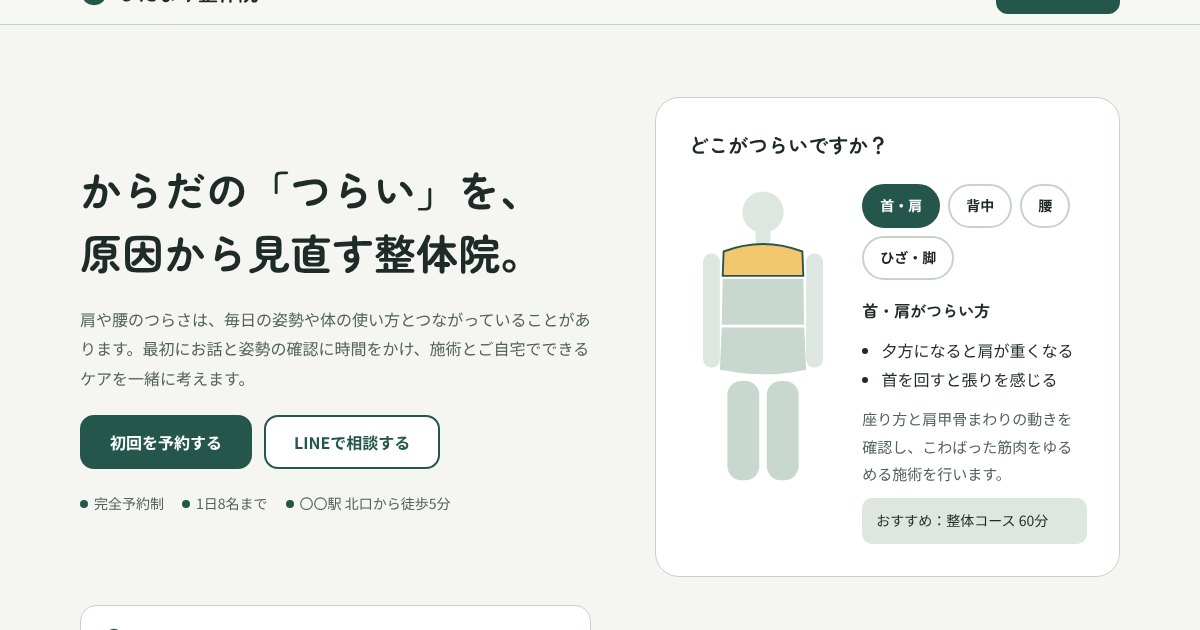 からだの「つらい」を、
原因から見直す整体院。
肩や腰のつらさは、毎日の姿勢や体の使い方とつながっていることがあ
ります。最初にお話と姿勢の確認に時間をかけ、施術とご自宅でできる
ケアを一緒に考えます。
初回を予約する
LINEで相談する
完全予約制
1日8名まで
〇〇駅 北口から徒歩5分
どこがつらいですか？
首・肩
背中
腰
ひざ・脚
首・肩がつらい方
夕方になると肩が重くなる
首を回すと張りを感じる
座り方と肩甲骨まわりの動きを
確認し、こわばった筋肉をゆる
める施術を行います。
おすすめ：整体コース 60分